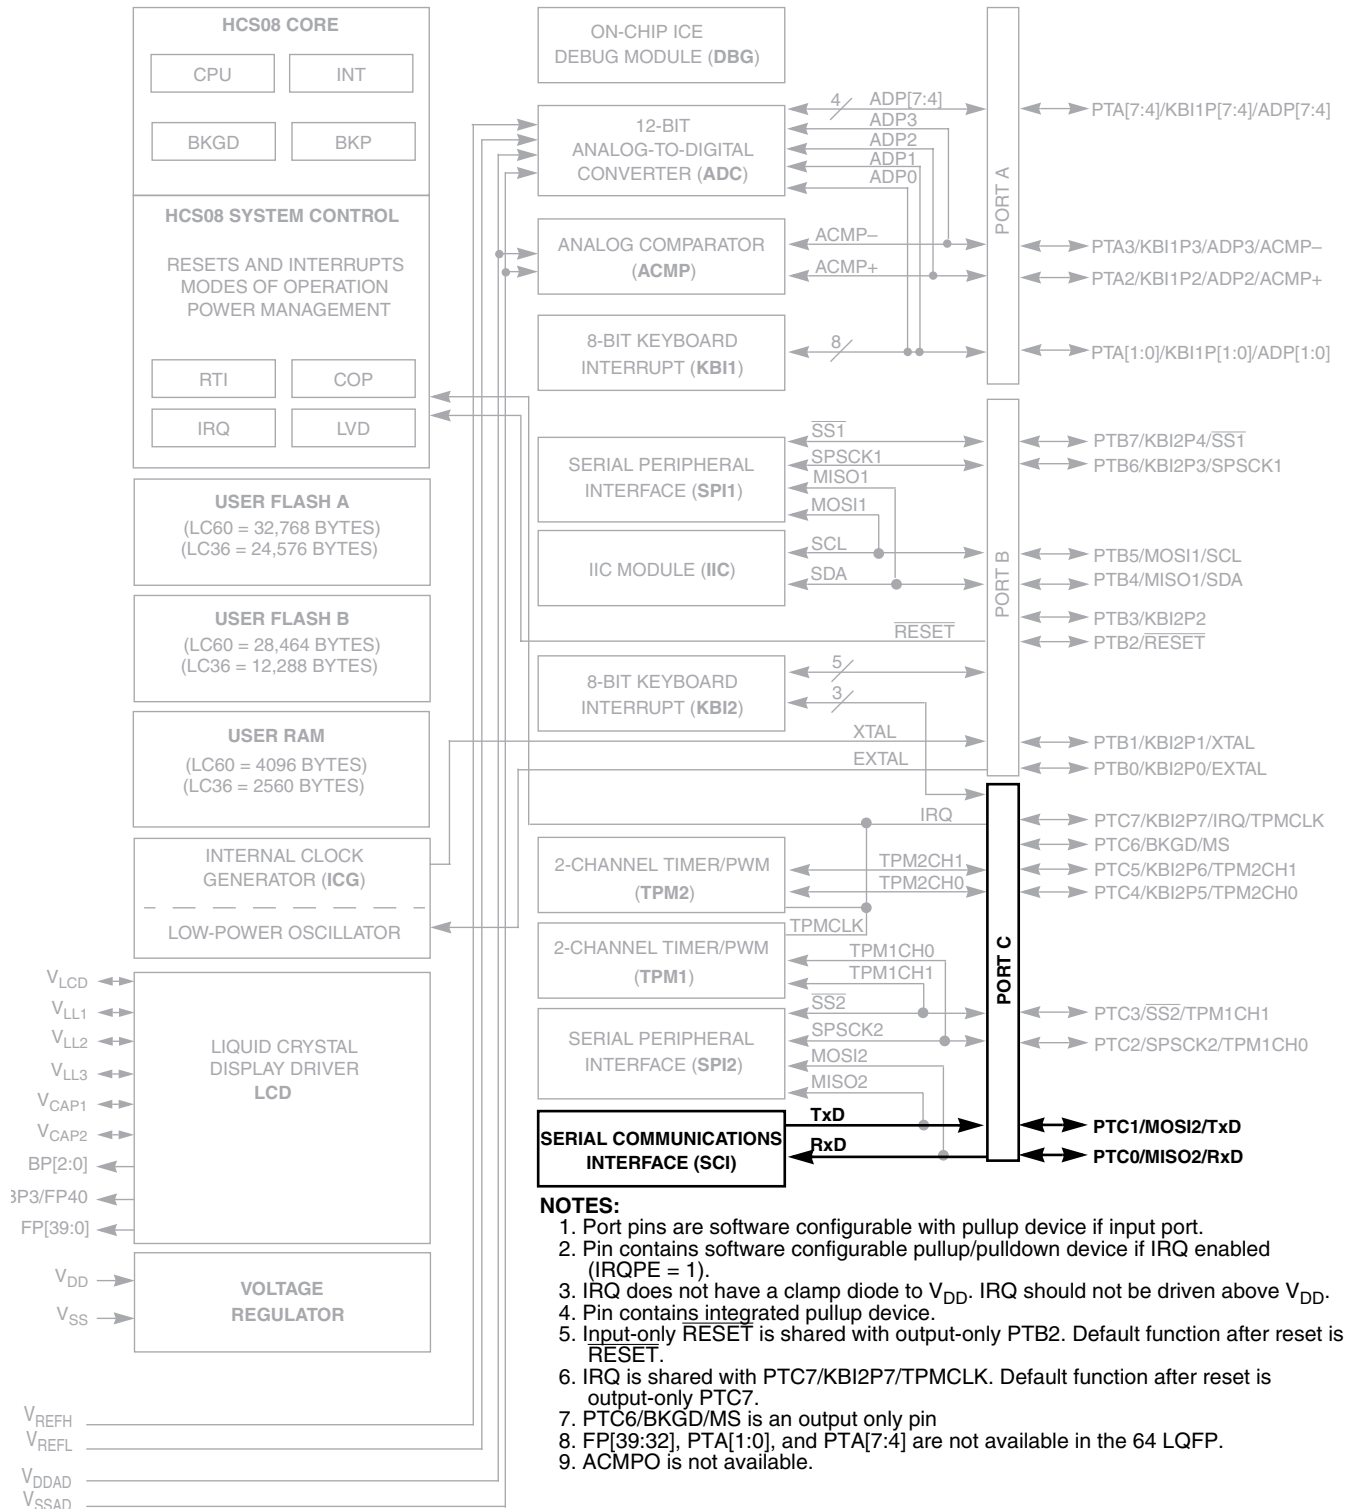 HCS08 CORE
CPU
INT
BKGD
BKP
HCS08 SYSTEM CONTROL
RESETS AND INTERRUPTS
MODES OF OPERATION
POWER MANAGEMENT
RTI
COP
IRQ
LVD
USER FLASH A
(LC60 = 32,768 BYTES)
(LC36 = 24,576 BYTES)
USER FLASH B
(LC60 = 28,464 BYTES)
(LC36 = 12,288 BYTES)
USER RAM
(LC60 = 4096 BYTES)
(LC36 = 2560 BYTES)
INTERNAL CLOCK
GENERATOR (ICG)
LOW-POWER OSCILLATOR
VLCD
VLL1
VLL2
VLL3
VCAP1
VCAP2
BP[2:0]
BP3/FP40
FP[39:0]
LIQUID CRYSTAL
DISPLAY DRIVER
LCD
VDD
VSS
VOLTAGE
REGULATOR
VREFH
VREFL
VDDAD
VSSAD
ON-CHIP ICE
DEBUG MODULE (DBG)
12-BIT
ANALOG-TO-DIGITAL
CONVERTER (ADC)
4
ADP[7:4]
ADP3
ADP2
ADP1
ADP0
ANALOG COMPARATOR
(ACMP)
ACMP–
ACMP+
8-BIT KEYBOARD
INTERRUPT (KBI1)
8
PORT A
PTA[7:4]/KBI1P[7:4]/ADP[7:4]
PTA3/KBI1P3/ADP3/ACMP–
PTA2/KBI1P2/ADP2/ACMP+
PTA[1:0]/KBI1P[1:0]/ADP[1:0]
SERIAL PERIPHERAL
INTERFACE (SPI1)
SS1
SPSCK1
MISO1
MOSI1
IIC MODULE (IIC)
SCL
SDA
RESET
8-BIT KEYBOARD
INTERRUPT (KBI2)
5
3
XTAL
EXTAL
PORT B
PTB7/KBI2P4/SS1
PTB6/KBI2P3/SPSCK1
PTB5/MOSI1/SCL
PTB4/MISO1/SDA
PTB3/KBI2P2
PTB2/RESET
PTB1/KBI2P1/XTAL
PTB0/KBI2P0/EXTAL
IRQ
2-CHANNEL TIMER/PWM
(TPM2)
TPM2CH1
TPM2CH0
TPMCLK
2-CHANNEL TIMER/PWM
(TPM1)
TPM1CH0
TPM1CH1
SS2
SPSCK2
MOSI2
MISO2
SERIAL PERIPHERAL
INTERFACE (SPI2)
SERIAL COMMUNICATIONS
INTERFACE (SCI)
TxD
RxD
PORT C
PTC7/KBI2P7/IRQ/TPMCLK
PTC6/BKGD/MS
PTC5/KBI2P6/TPM2CH1
PTC4/KBI2P5/TPM2CH0
PTC3/SS2/TPM1CH1
PTC2/SPSCK2/TPM1CH0
PTC1/MOSI2/TxD
PTC0/MISO2/RxD
NOTES:
1. Port pins are software configurable with pullup device if input port.
2. Pin contains software configurable pullup/pulldown device if IRQ enabled
(IRQPE = 1).
3. IRQ does not have a clamp diode to VDD. IRQ should not be driven above VDD.
4. Pin contains integrated pullup device.
5. Input-only RESET is shared with output-only PTB2. Default function after reset is
RESET.
6. IRQ is shared with PTC7/KBI2P7/TPMCLK. Default function after reset is
output-only PTC7.
7. PTC6/BKGD/MS is an output only pin
8. FP[39:32], PTA[1:0], and PTA[7:4] are not available in the 64 LQFP.
9. ACMPO is not available.